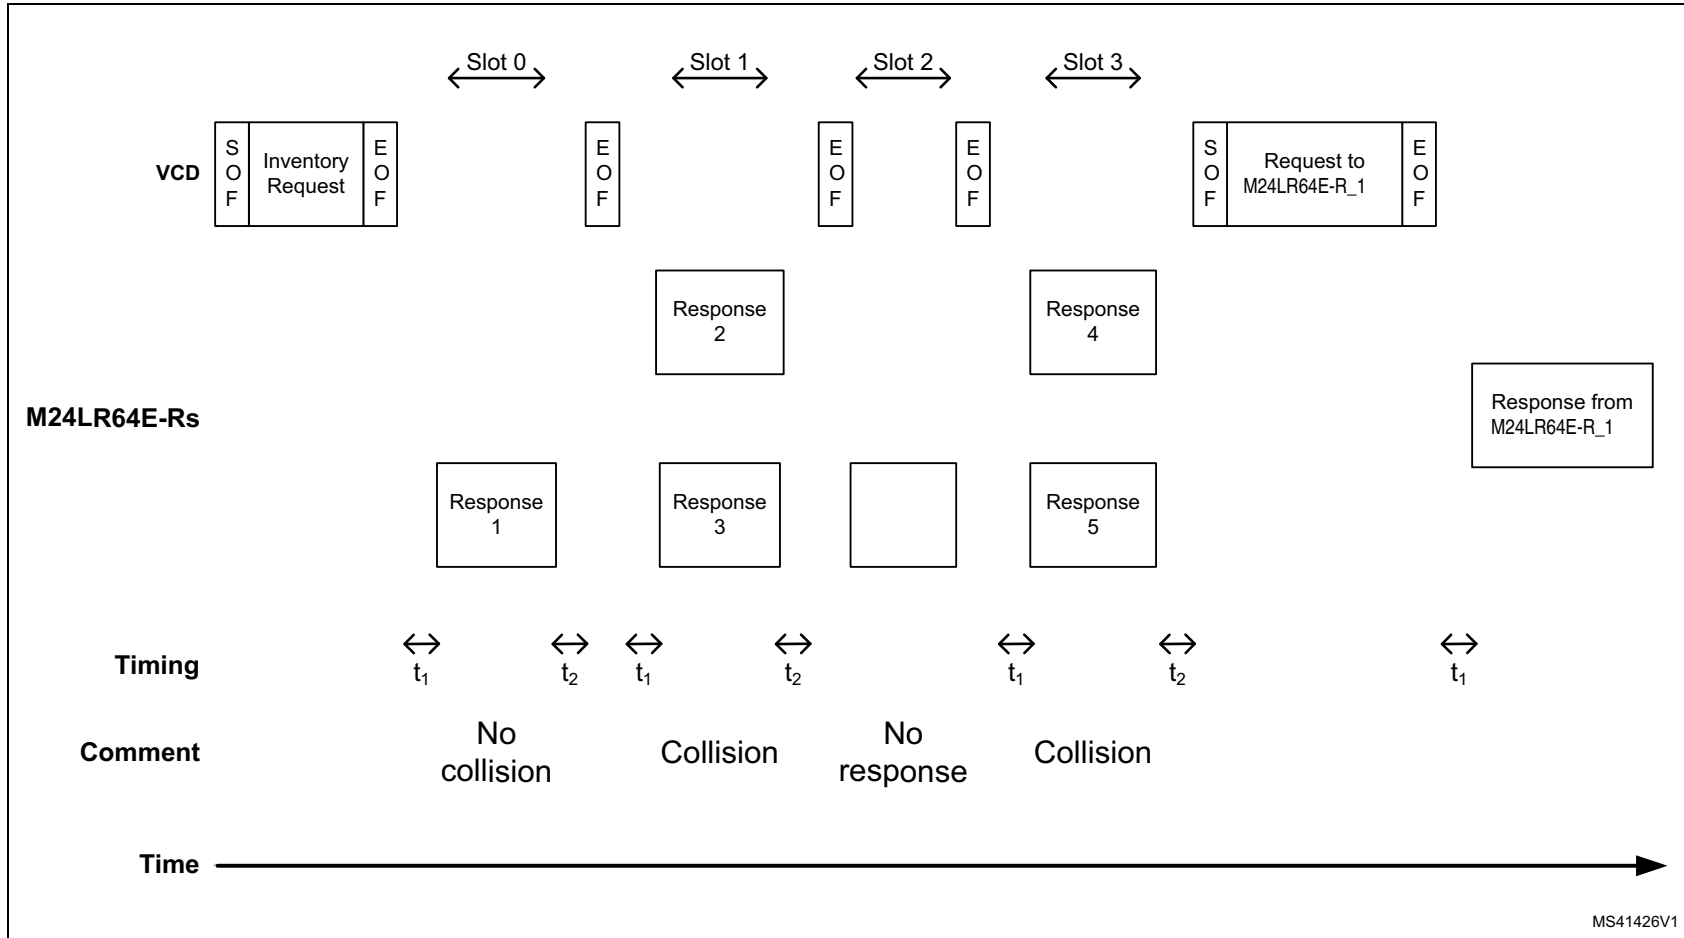 Slot 0 Slot 1 Slot 2 Slot 3
VCD
S
O
F
Inventory
Request
E
O
F
E
O
F
E
O
F
E
O
F
S
O
F
Request to
M24LR64E-R_1
E
O
F
Response
2
Response
4
M24LR64E-Rs
Response from
M24LR64E-R_1
Response
1
Response
3
Response
5
Timing t₁ t₂ t₁ t₂ t₁ t₂ t₁
Comment
No
collision
Collision
No
response
Collision
Time
MS41426V1